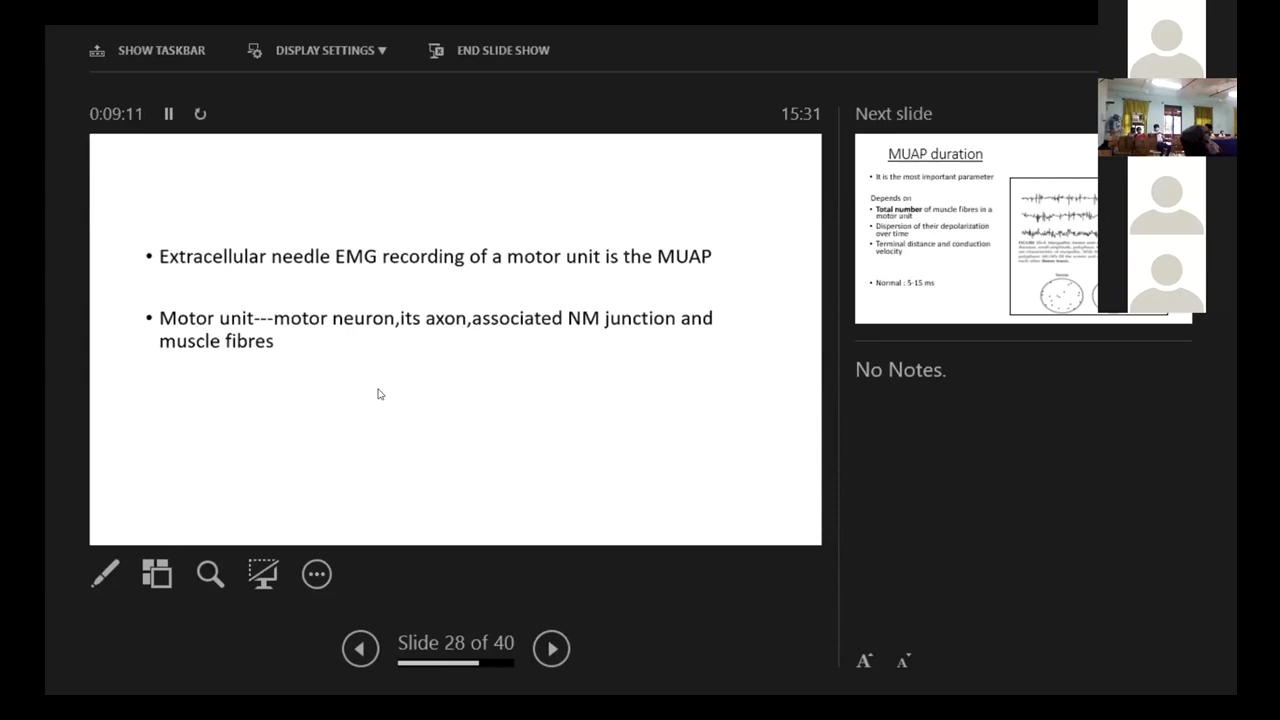 SHOW TASKBAR
DISPLAY SETTINGS ▼
END SLIDE SHOW
0:09:11
15:31
Next slide
• Extracellular needle EMG recording of a motor unit is the MUAP
• Motor unit---motor neuron,its axon,associated NM junction and
muscle fibres
MUAP duration
• It is the most important parameter
Depends on
• Total number of muscle fibres in a
motor unit
• Dispersion of their depolarization
over time
• Terminal distance and conduction
velocity
• Normal : 5-15 ms
No Notes.
Slide 28 of 40
A
A